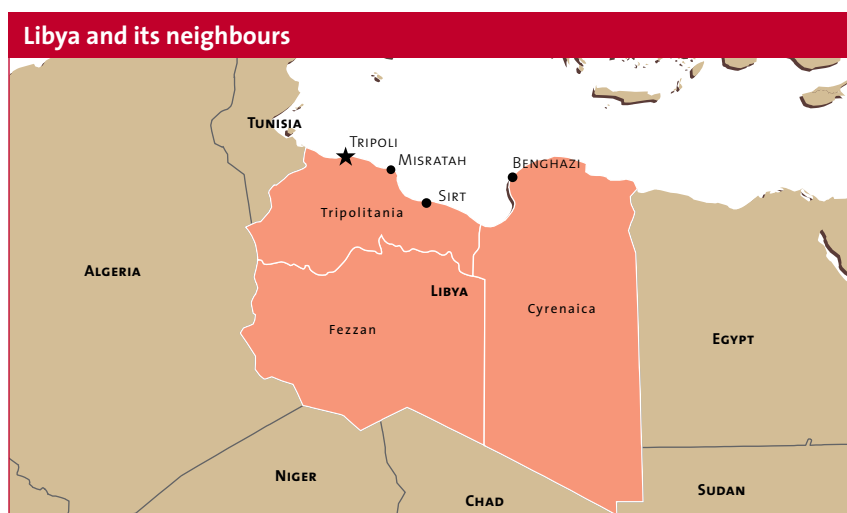 Libya and its neighbours
TUNISIA
TRIPOLI
MISRATAH
BENGHAZI
SIRT
Tripolitania
ALGERIA
LIBYA
Cyrenaica
Fezzan
EGYPT
NIGER
SUDAN
CHAD